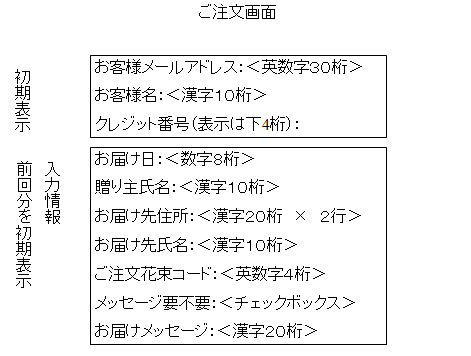 ご注文画面
初期表示
お客様メールアドレス:<英数字30桁>
お客様名:<漢字10桁>
クレジット番号(表示は下4桁):
入力情報
前回分を初期表示
お届け日:<数字8桁>
贈り主氏名:<漢字10桁>
お届け先住所:<漢字20桁 × 2行>
お届け先氏名:<漢字10桁>
ご注文花束コード:<英数字4桁>
メッセージ要不要:<チェックボックス>
お届けメッセージ:<漢字20桁>